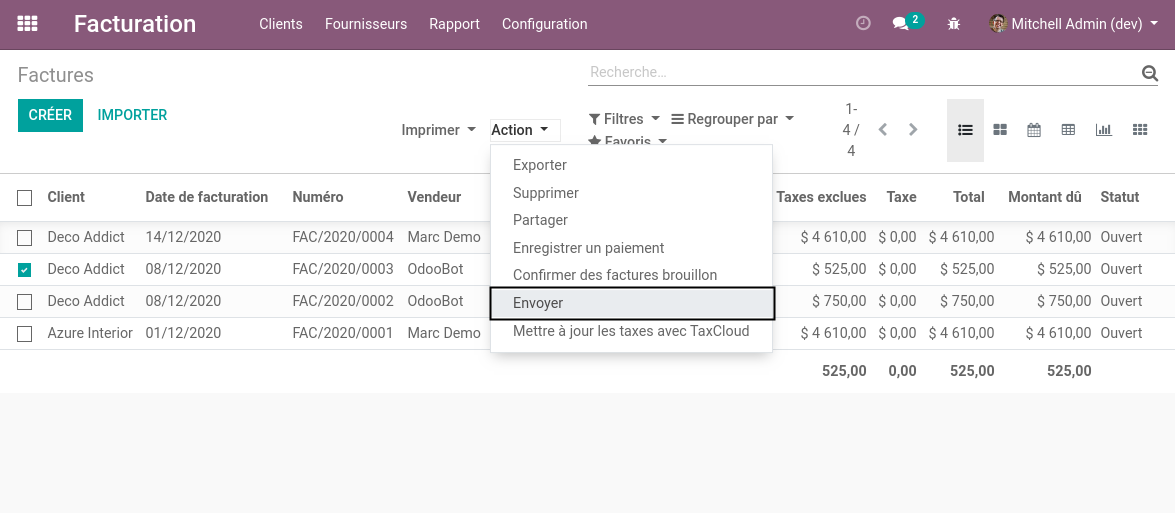 Facturation Clients Fournisseurs Rapport Configuration 2 Mitchell Admin (dev)
Factures
Recherche...
CRÉER IMPORTER
Imprimer Action
Filtres Regrouper par
Favoris
1-
4 /
4
Exporter
Supprimer
Partager
Enregistrer un paiement
Confirmer des factures brouillon
Envoyer
Mettre à jour les taxes avec TaxCloud
Client Date de facturation Numéro Vendeur Taxes exclues Taxe Total Montant dû Statut
Deco Addict 14/12/2020 FAC/2020/0004 Marc Demo $ 4 610,00 $ 0,00 $ 4 610,00 $ 4 610,00 Ouvert
Deco Addict 08/12/2020 FAC/2020/0003 OdooBot $ 525,00 $ 0,00 $ 525,00 $ 525,00 Ouvert
Deco Addict 08/12/2020 FAC/2020/0002 OdooBot $ 750,00 $ 0,00 $ 750,00 $ 750,00 Ouvert
Azure Interior 01/12/2020 FAC/2020/0001 Marc Demo $ 4 610,00 $ 0,00 $ 4 610,00 $ 4 610,00 Ouvert
525,00 0,00 525,00 525,00